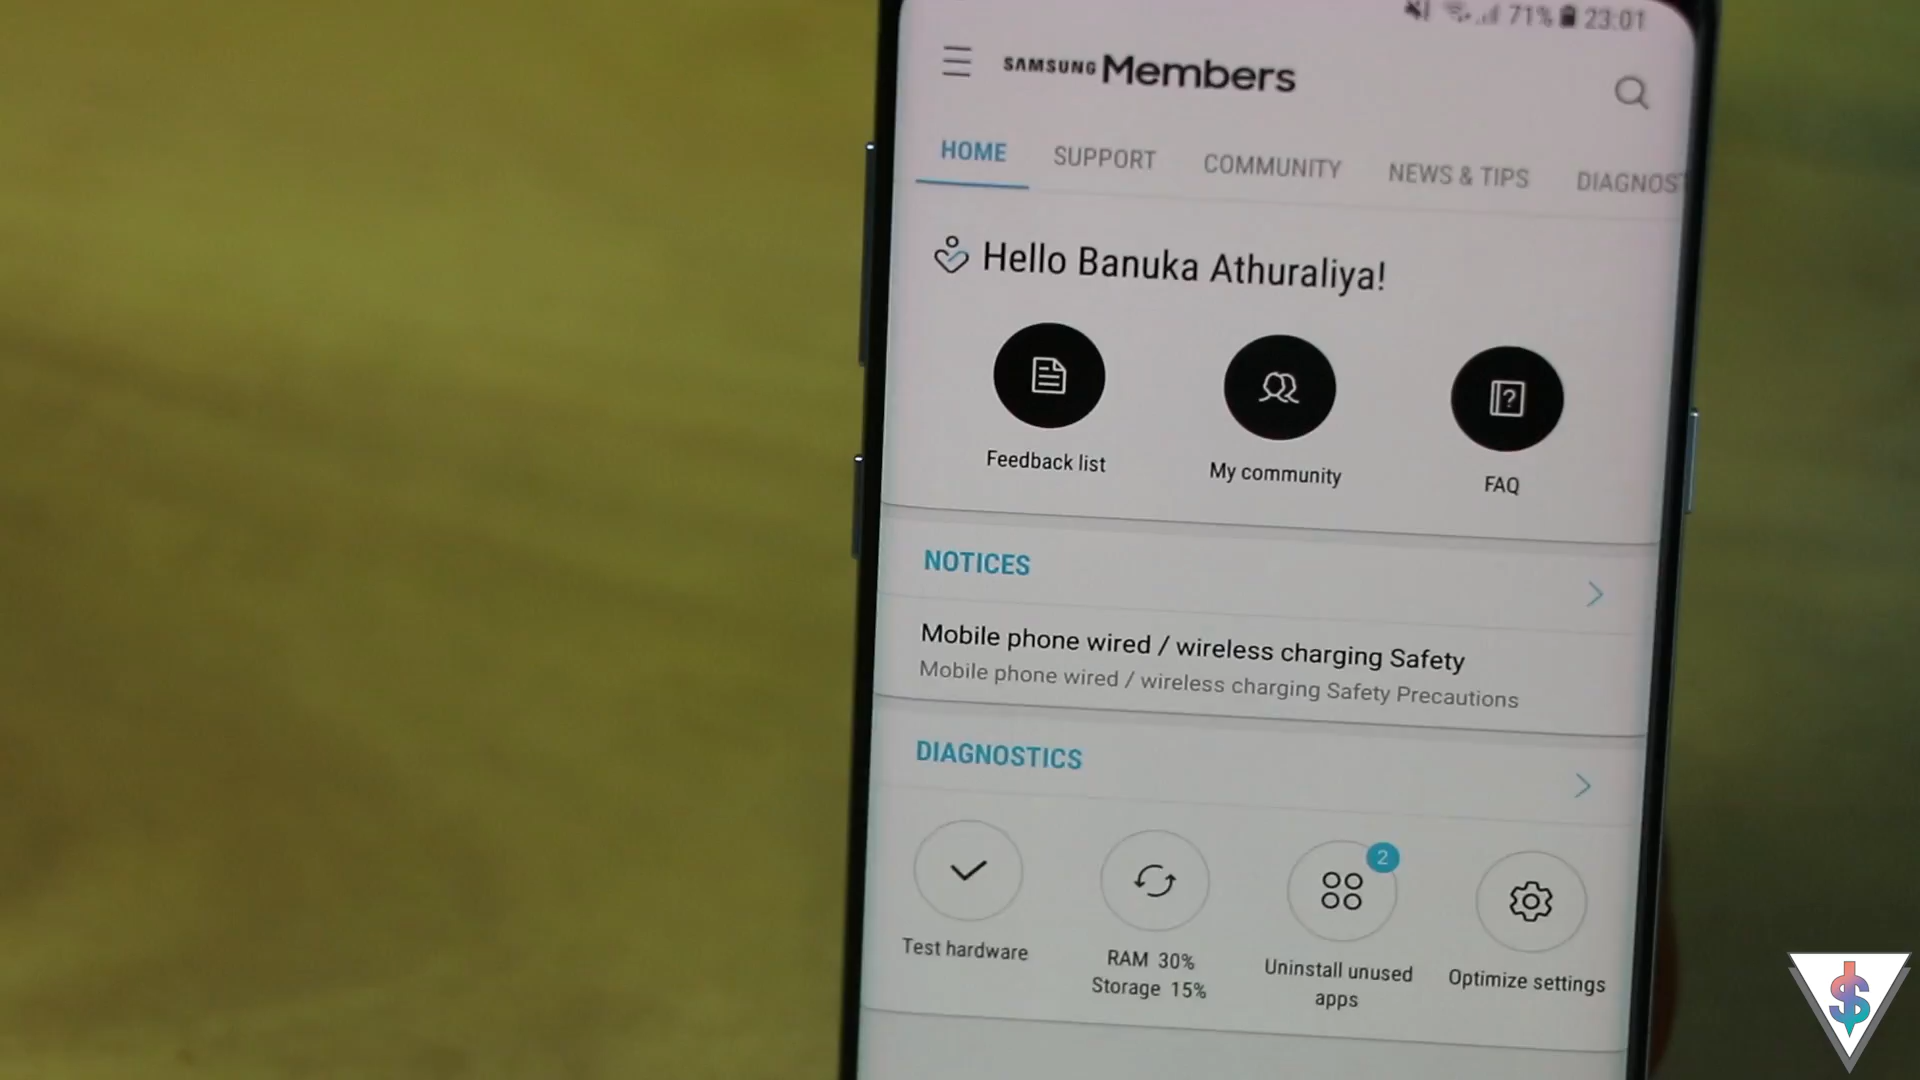 71% 23:01
SAMSUNG Members
HOME SUPPORT COMMUNITY NEWS & TIPS DIAGNOST
Hello Banuka Athuraliya!
Feedback list
My community
FAQ
NOTICES
Mobile phone wired / wireless charging Safety
Mobile phone wired / wireless charging Safety Precautions
DIAGNOSTICS
2
Test hardware
RAM 30%
Storage 15%
Uninstall unused
apps
Optimize settings
$